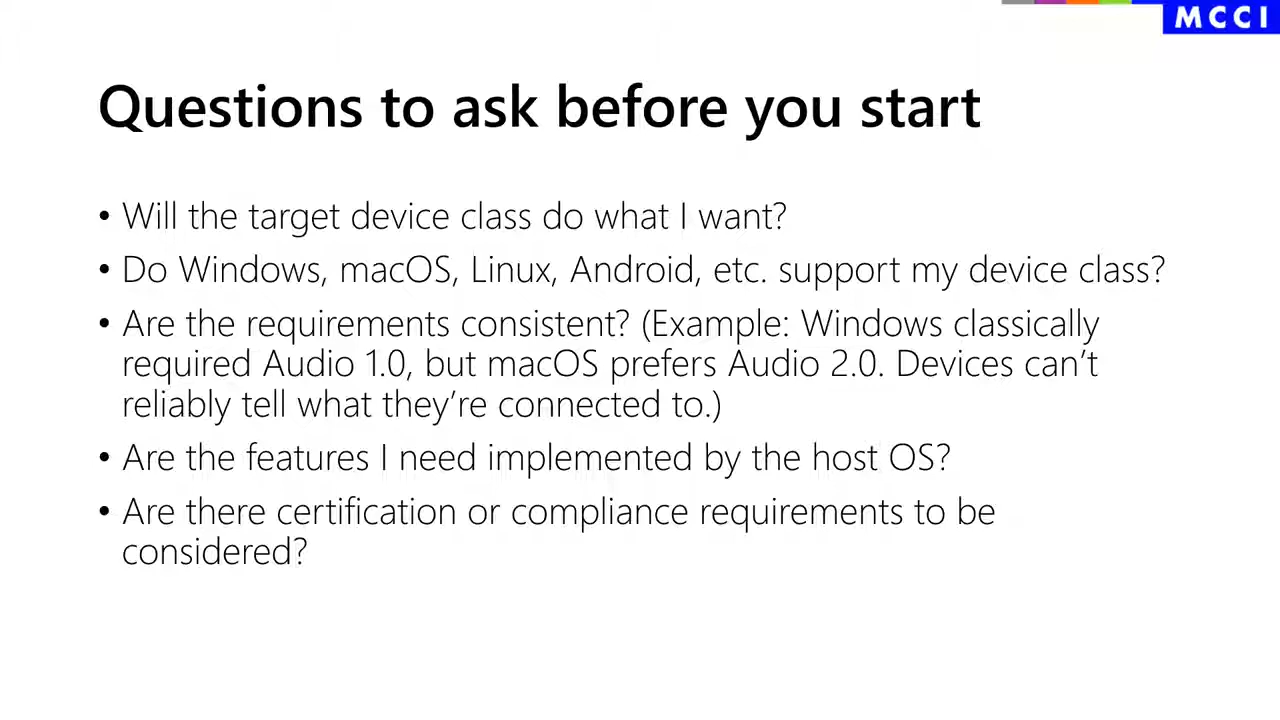 MCCI
Questions to ask before you start
• Will the target device class do what I want?
• Do Windows, macOS, Linux, Android, etc. support my device class?
• Are the requirements consistent? (Example: Windows classically
required Audio 1.0, but macOS prefers Audio 2.0. Devices can’t
reliably tell what they’re connected to.)
• Are the features I need implemented by the host OS?
• Are there certification or compliance requirements to be
considered?